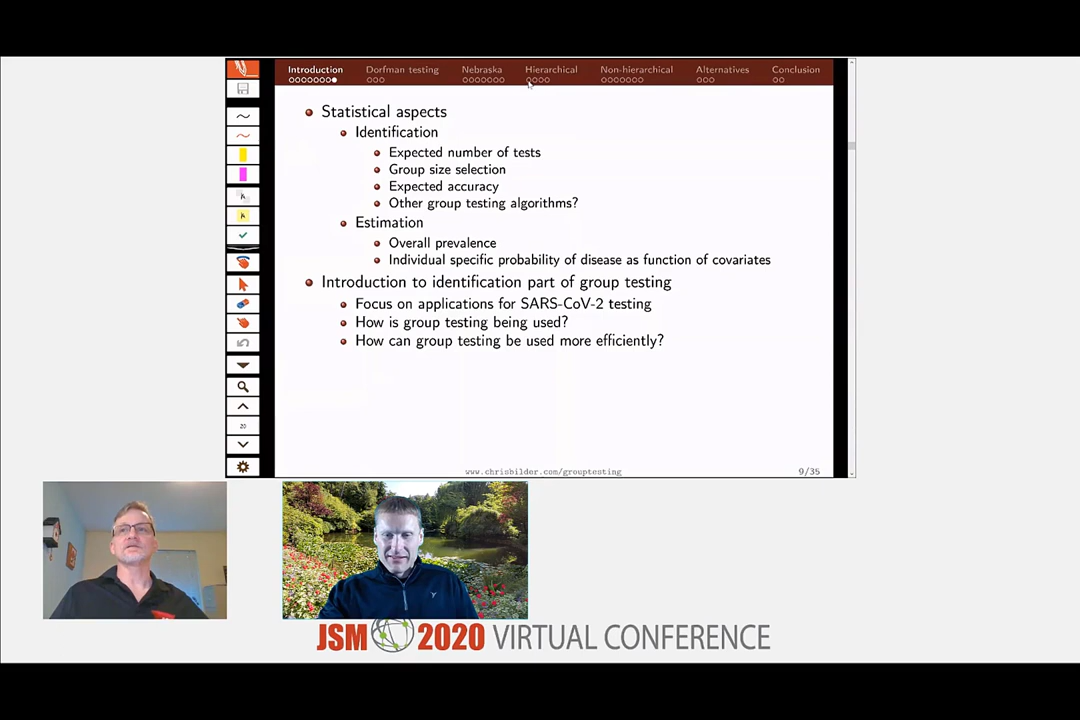 Introduction Dorfman testing Nebraska Hierarchical Non-hierarchical Alternatives Conclusion
Statistical aspects
Identification
Expected number of tests
Group size selection
Expected accuracy
Other group testing algorithms?
Estimation
Overall prevalence
Individual specific probability of disease as function of covariates
Introduction to identification part of group testing
Focus on applications for SARS-CoV-2 testing
How is group testing being used?
How can group testing be used more efficiently?
20
www.chrisbilder.com/grouptesting 9/35
JSM 2020 VIRTUAL CONFERENCE